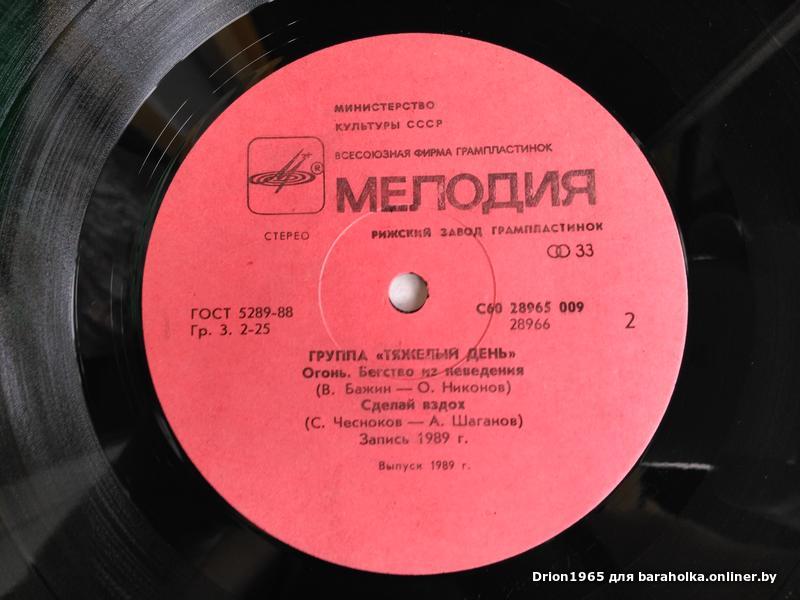 МИНИСТЕРСТВО
КУЛЬТУРЫ СССР
ВСЕСОЮЗНАЯ ФИРМА ГРАМПЛАСТИНОК
®
МЕЛОДИЯ
СТЕРЕО
РИЖСКИЙ ЗАВОД ГРАМПЛАСТИНОК
33
ГОСТ 5289-88
Гр. 3. 2-25
С60 28965 009
28966
2
ГРУППА «ТЯЖЕЛЫЙ ДЕНЬ»
Огонь. Бегство из неведения
(В. Бажин — О. Никонов)
Сделай вздох
(С. Чесноков — А. Шаганов)
Запись 1989 г.
Выпуск 1989 г.
Drion1965 для baraholka.onliner.by